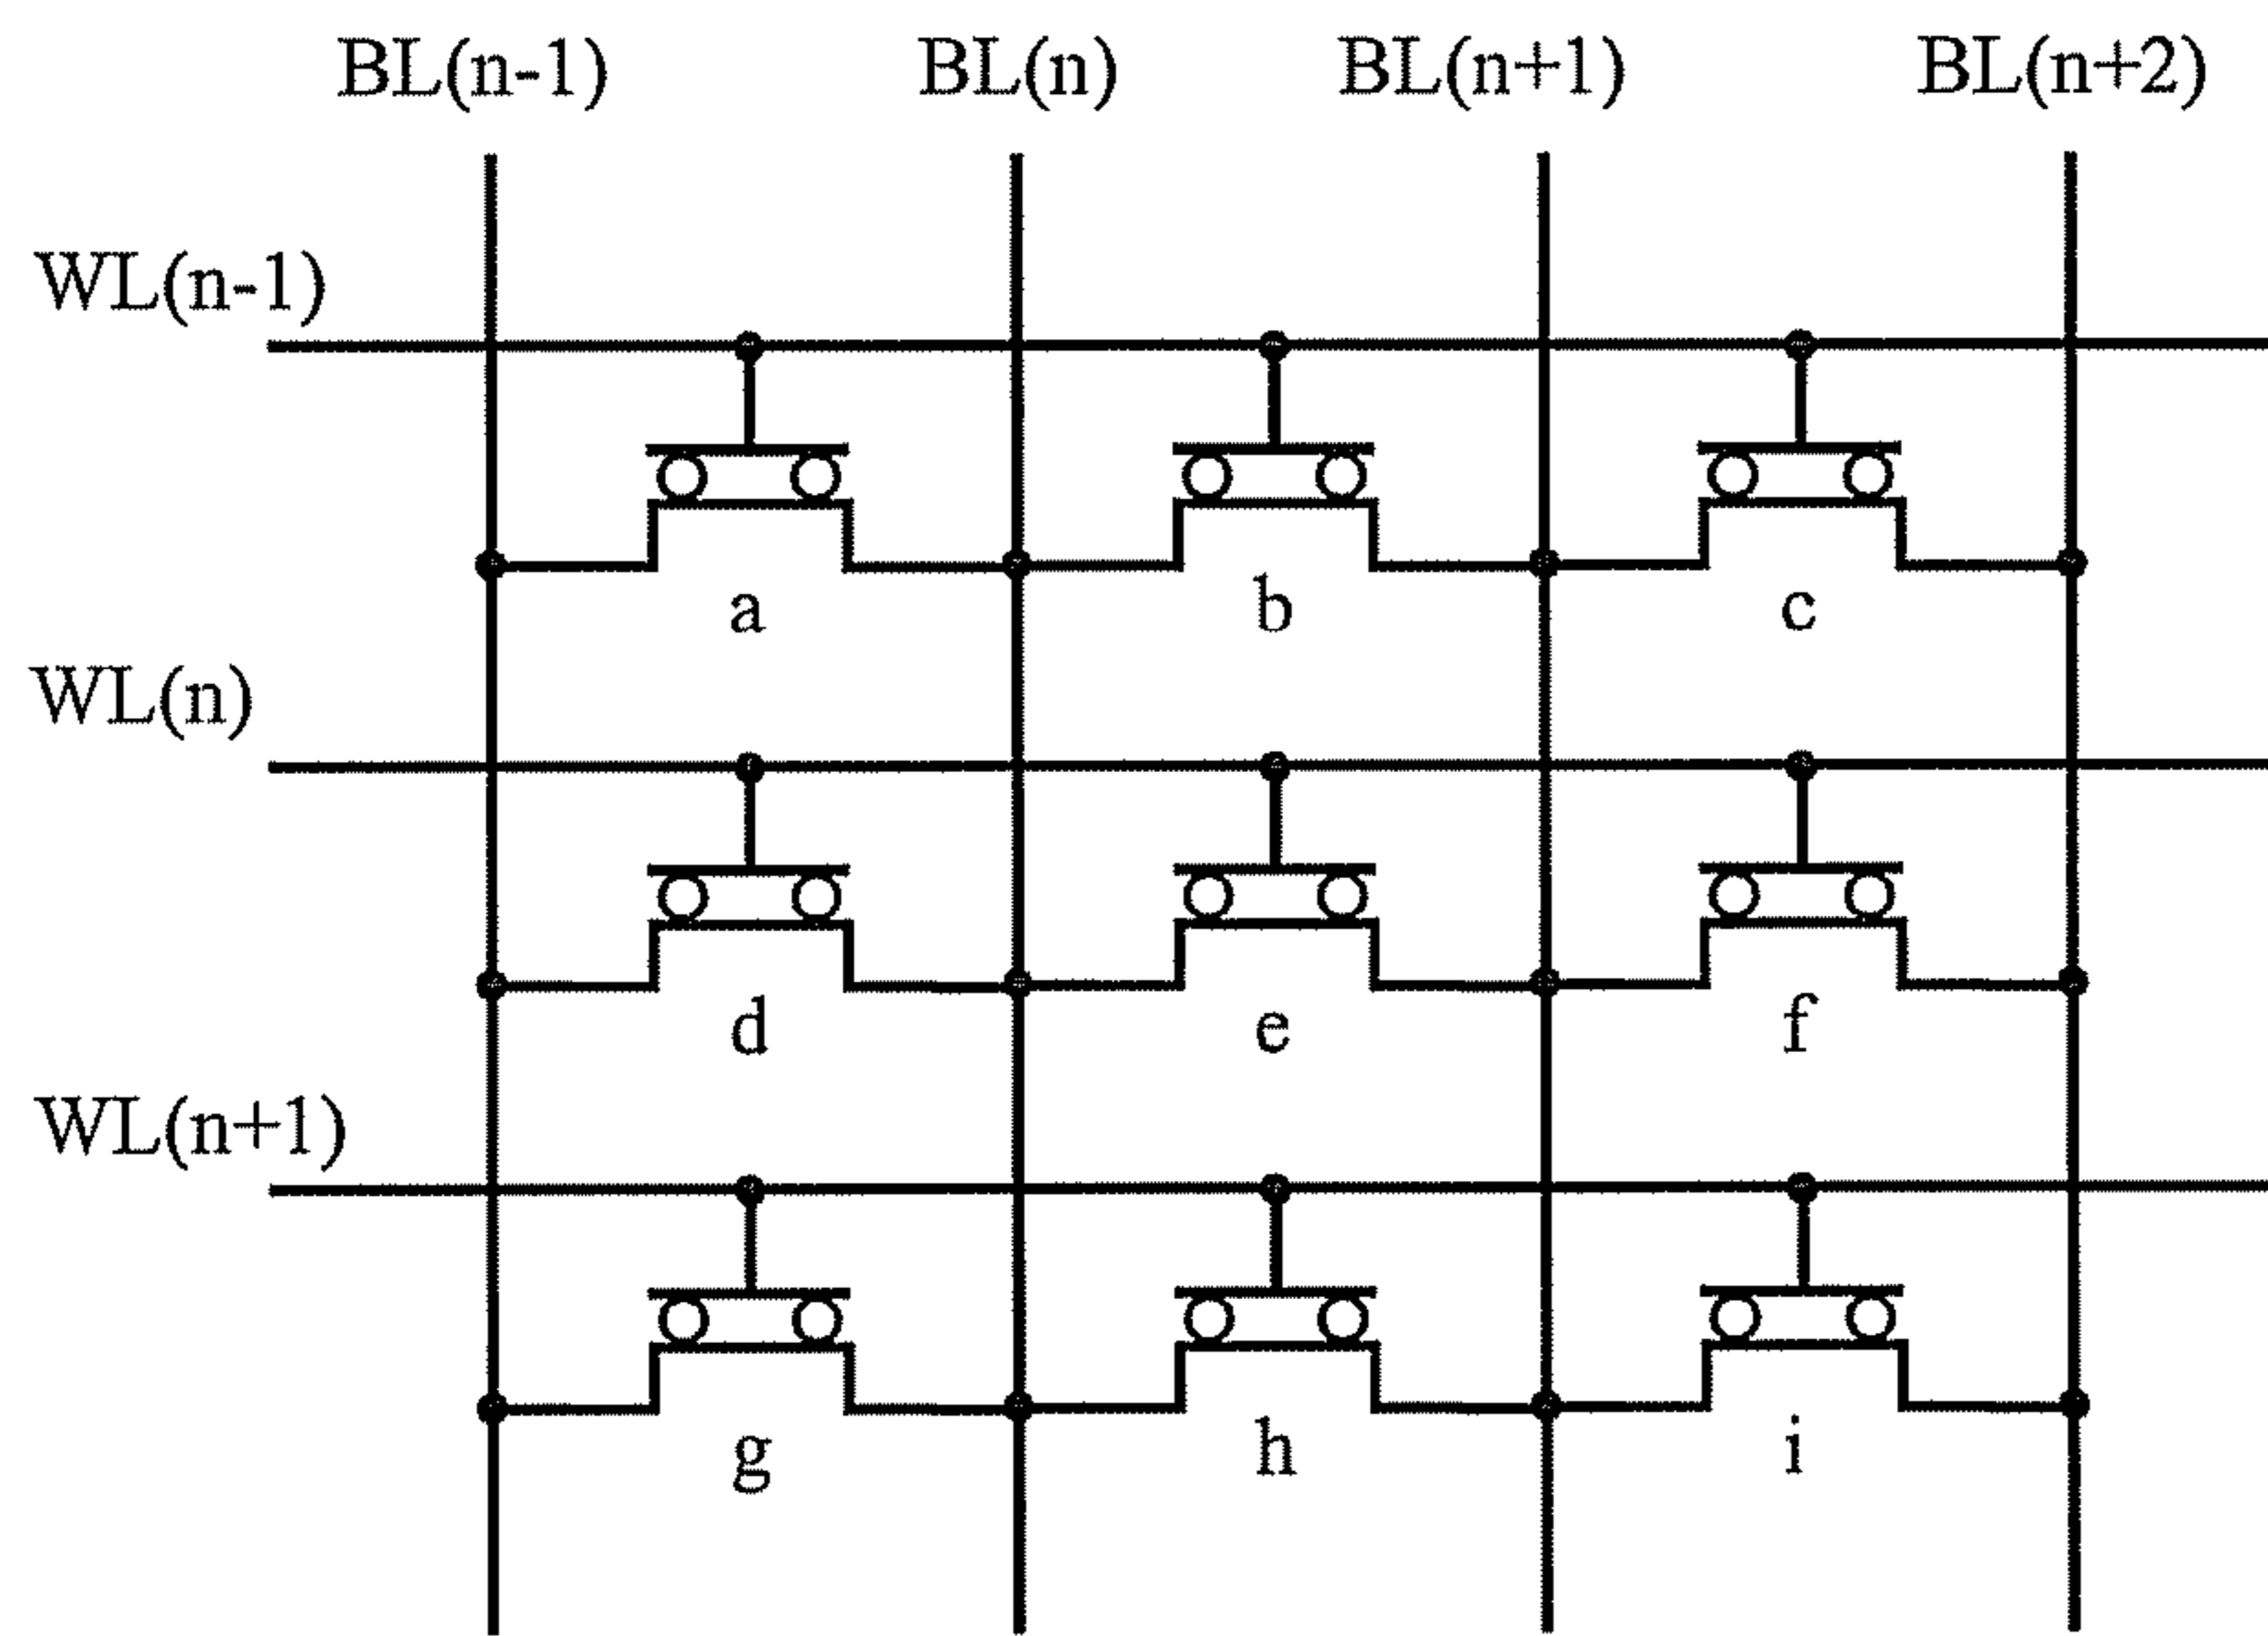 BL(n-1) BL(n) BL(n+1) BL(n+2)
WL(n-1)
a b c
WL(n)
d e f
WL(n+1)
g h i